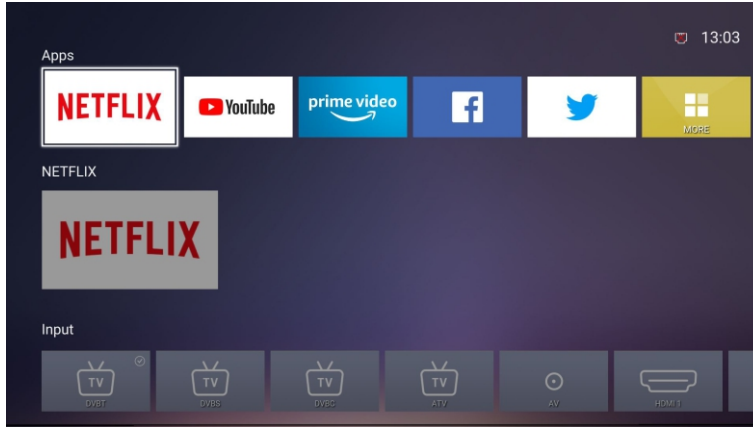 13:03
Apps
NETFLIX YouTube prime video f MORE
NETFLIX
NETFLIX
Input
TV TV TV TV
DVBT DVBS DVBC ATV AV HDMI 1